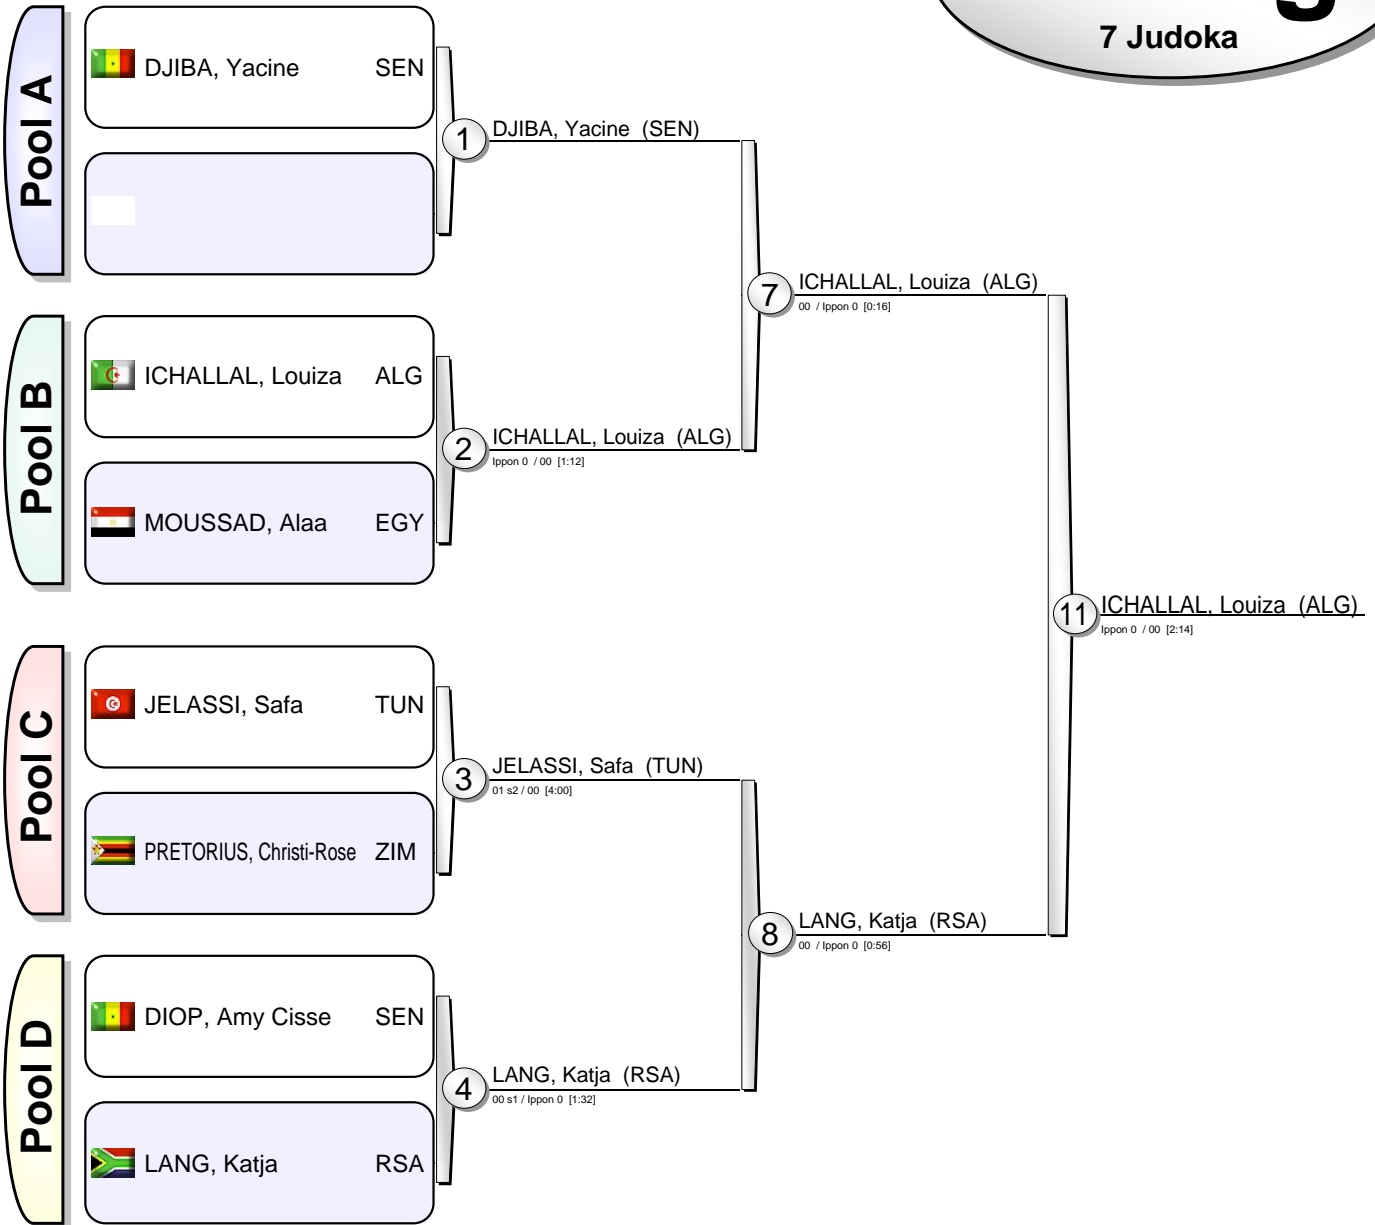 7 Judoka
Pool A
DJIBA, Yacine SEN
1
DJIBA, Yacine (SEN)
7
ICHALLAL, Louiza (ALG)
00 / Ippon 0 [0:16]
Pool B
ICHALLAL, Louiza ALG
2
ICHALLAL, Louiza (ALG)
Ippon 0 / 00 [1:12]
MOUSSAD, Alaa EGY
11
ICHALLAL, Louiza (ALG)
Ippon 0 / 00 [2:14]
Pool C
JELASSI, Safa TUN
3
JELASSI, Safa (TUN)
01 s2 / 00 [4:00]
PRETORIUS, Christi-Rose ZIM
8
LANG, Katja (RSA)
00 / Ippon 0 [0:56]
Pool D
DIOP, Amy Cisse SEN
4
LANG, Katja (RSA)
00 s1 / Ippon 0 [1:32]
LANG, Katja RSA